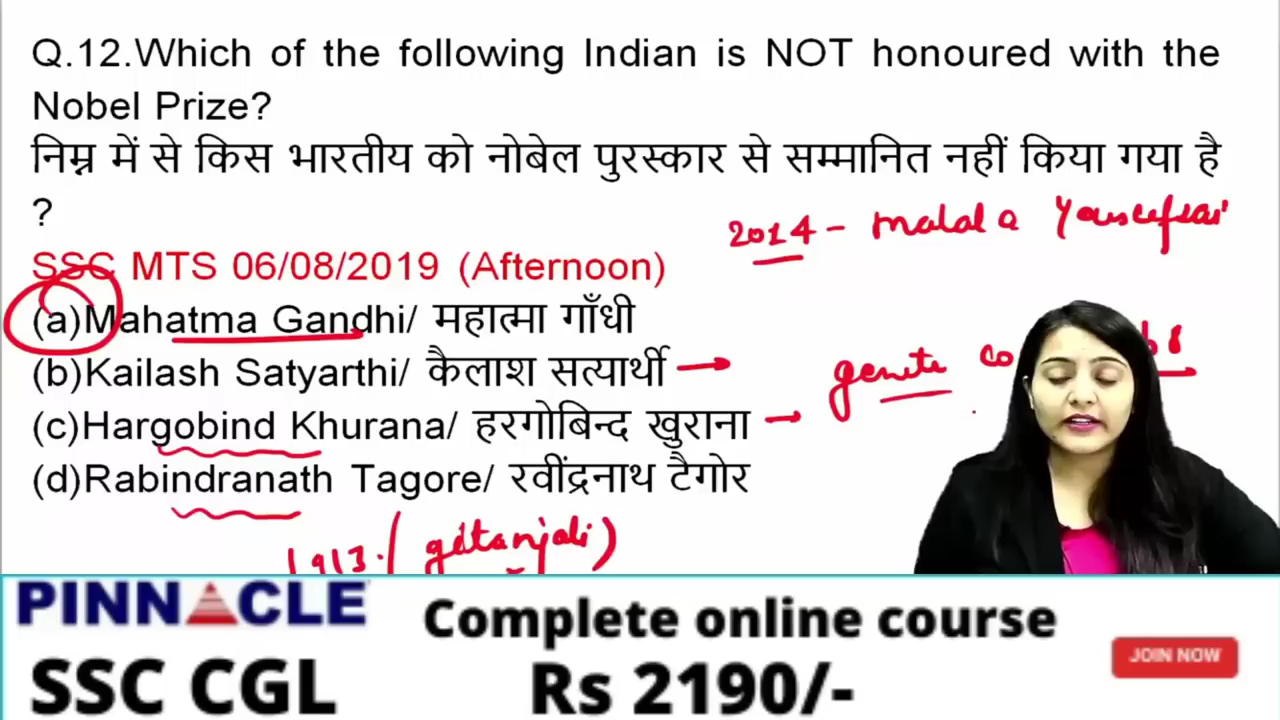 Q.12.Which of the following Indian is NOT honoured with the
Nobel Prize?
निम्न में से किस भारतीय को नोबेल पुरस्कार से सम्मानित नहीं किया गया है
?
2014 - Malala Yousefzai
SSC MTS 06/08/2019 (Afternoon)
(a)Mahatma Gandhi/ महात्मा गाँधी
(b)Kailash Satyarthi/ कैलाश सत्यार्थी
(c)Hargobind Khurana/ हरगोबिन्द खुराना
(d)Rabindranath Tagore/ रवींद्रनाथ टैगोर
1913. (gitanjali)
PINNACLE
SSC CGL
Complete online course
Rs 2190/-
JOIN NOW